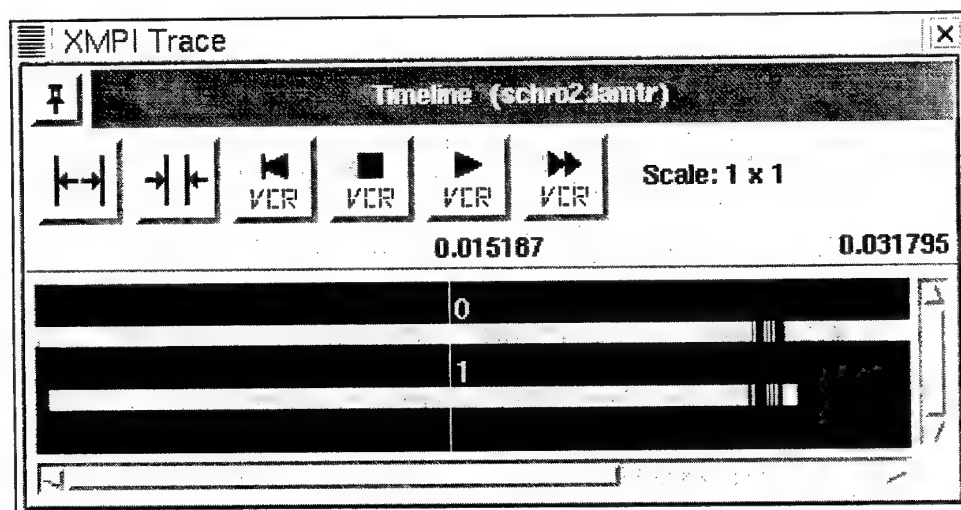 XMPI Trace
Timeline (schro2.lamtr)
VCR VCR VCR VCR
Scale: 1 x 1
0.015187 0.031795
0
1